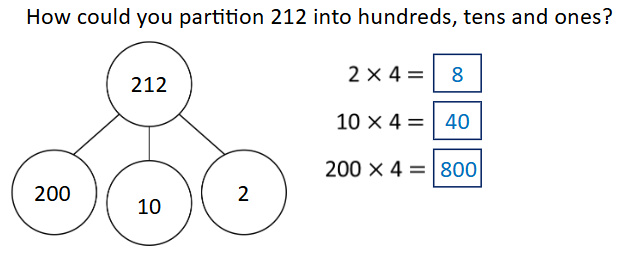 How could you partition 212 into hundreds, tens and ones?
212
200
10
2
2 × 4 = 8
10 × 4 = 40
200 × 4 = 800